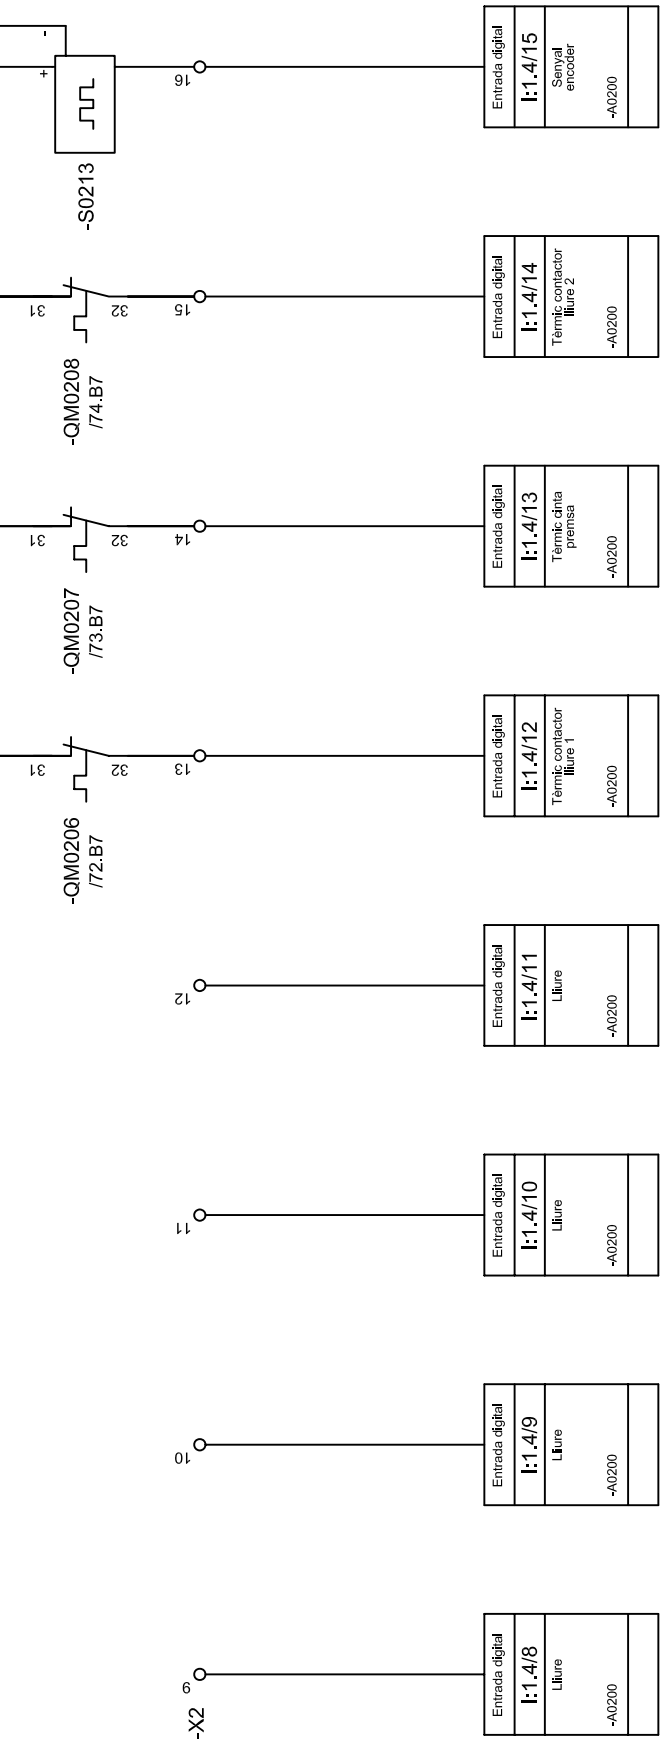 -
+
-S0213
16
Entrada digital
I:1.4/15
Senyal
encoder
-A0200
31
32
15
-QM0208
/74.B7
Entrada digital
I:1.4/14
Tèrmic contactor
lliure 2
-A0200
31
32
14
-QM0207
/73.B7
Entrada digital
I:1.4/13
Tèrmic cinta
premsa
-A0200
31
32
13
-QM0206
/72.B7
Entrada digital
I:1.4/12
Tèrmic contactor
lliure 1
-A0200
12
Entrada digital
I:1.4/11
Lliure
-A0200
11
Entrada digital
I:1.4/10
Lliure
-A0200
10
Entrada digital
I:1.4/9
Lliure
-A0200
9
-X2
Entrada digital
I:1.4/8
Lliure
-A0200